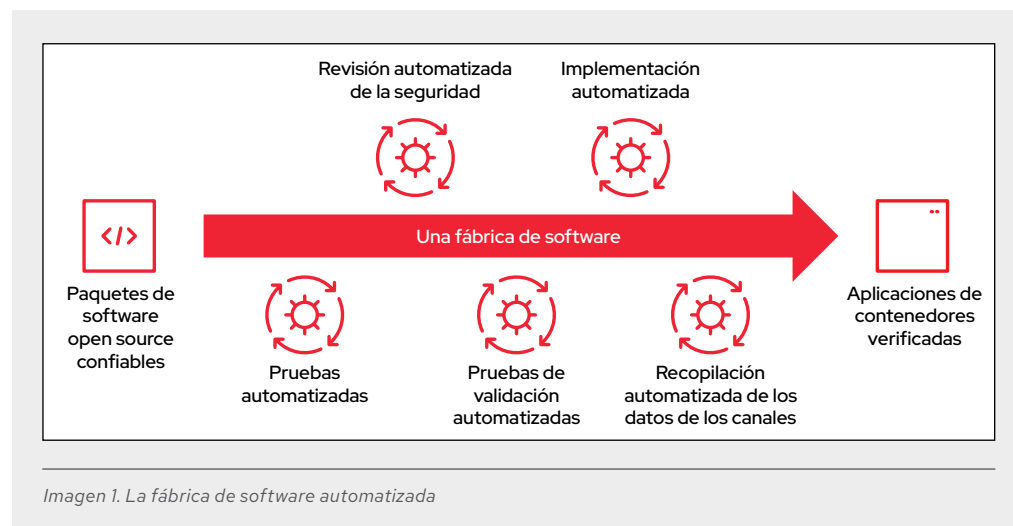 Revisión automatizada
de la seguridad
Implementación
automatizada
</>
Una fábrica de software
Paquetes de
software
open source
confiables
Aplicaciones de
contenedores
verificadas
Pruebas
automatizadas
Pruebas de
validación
automatizadas
Recopilación
automatizada de los
datos de los canales
Imagen 1. La fábrica de software automatizada